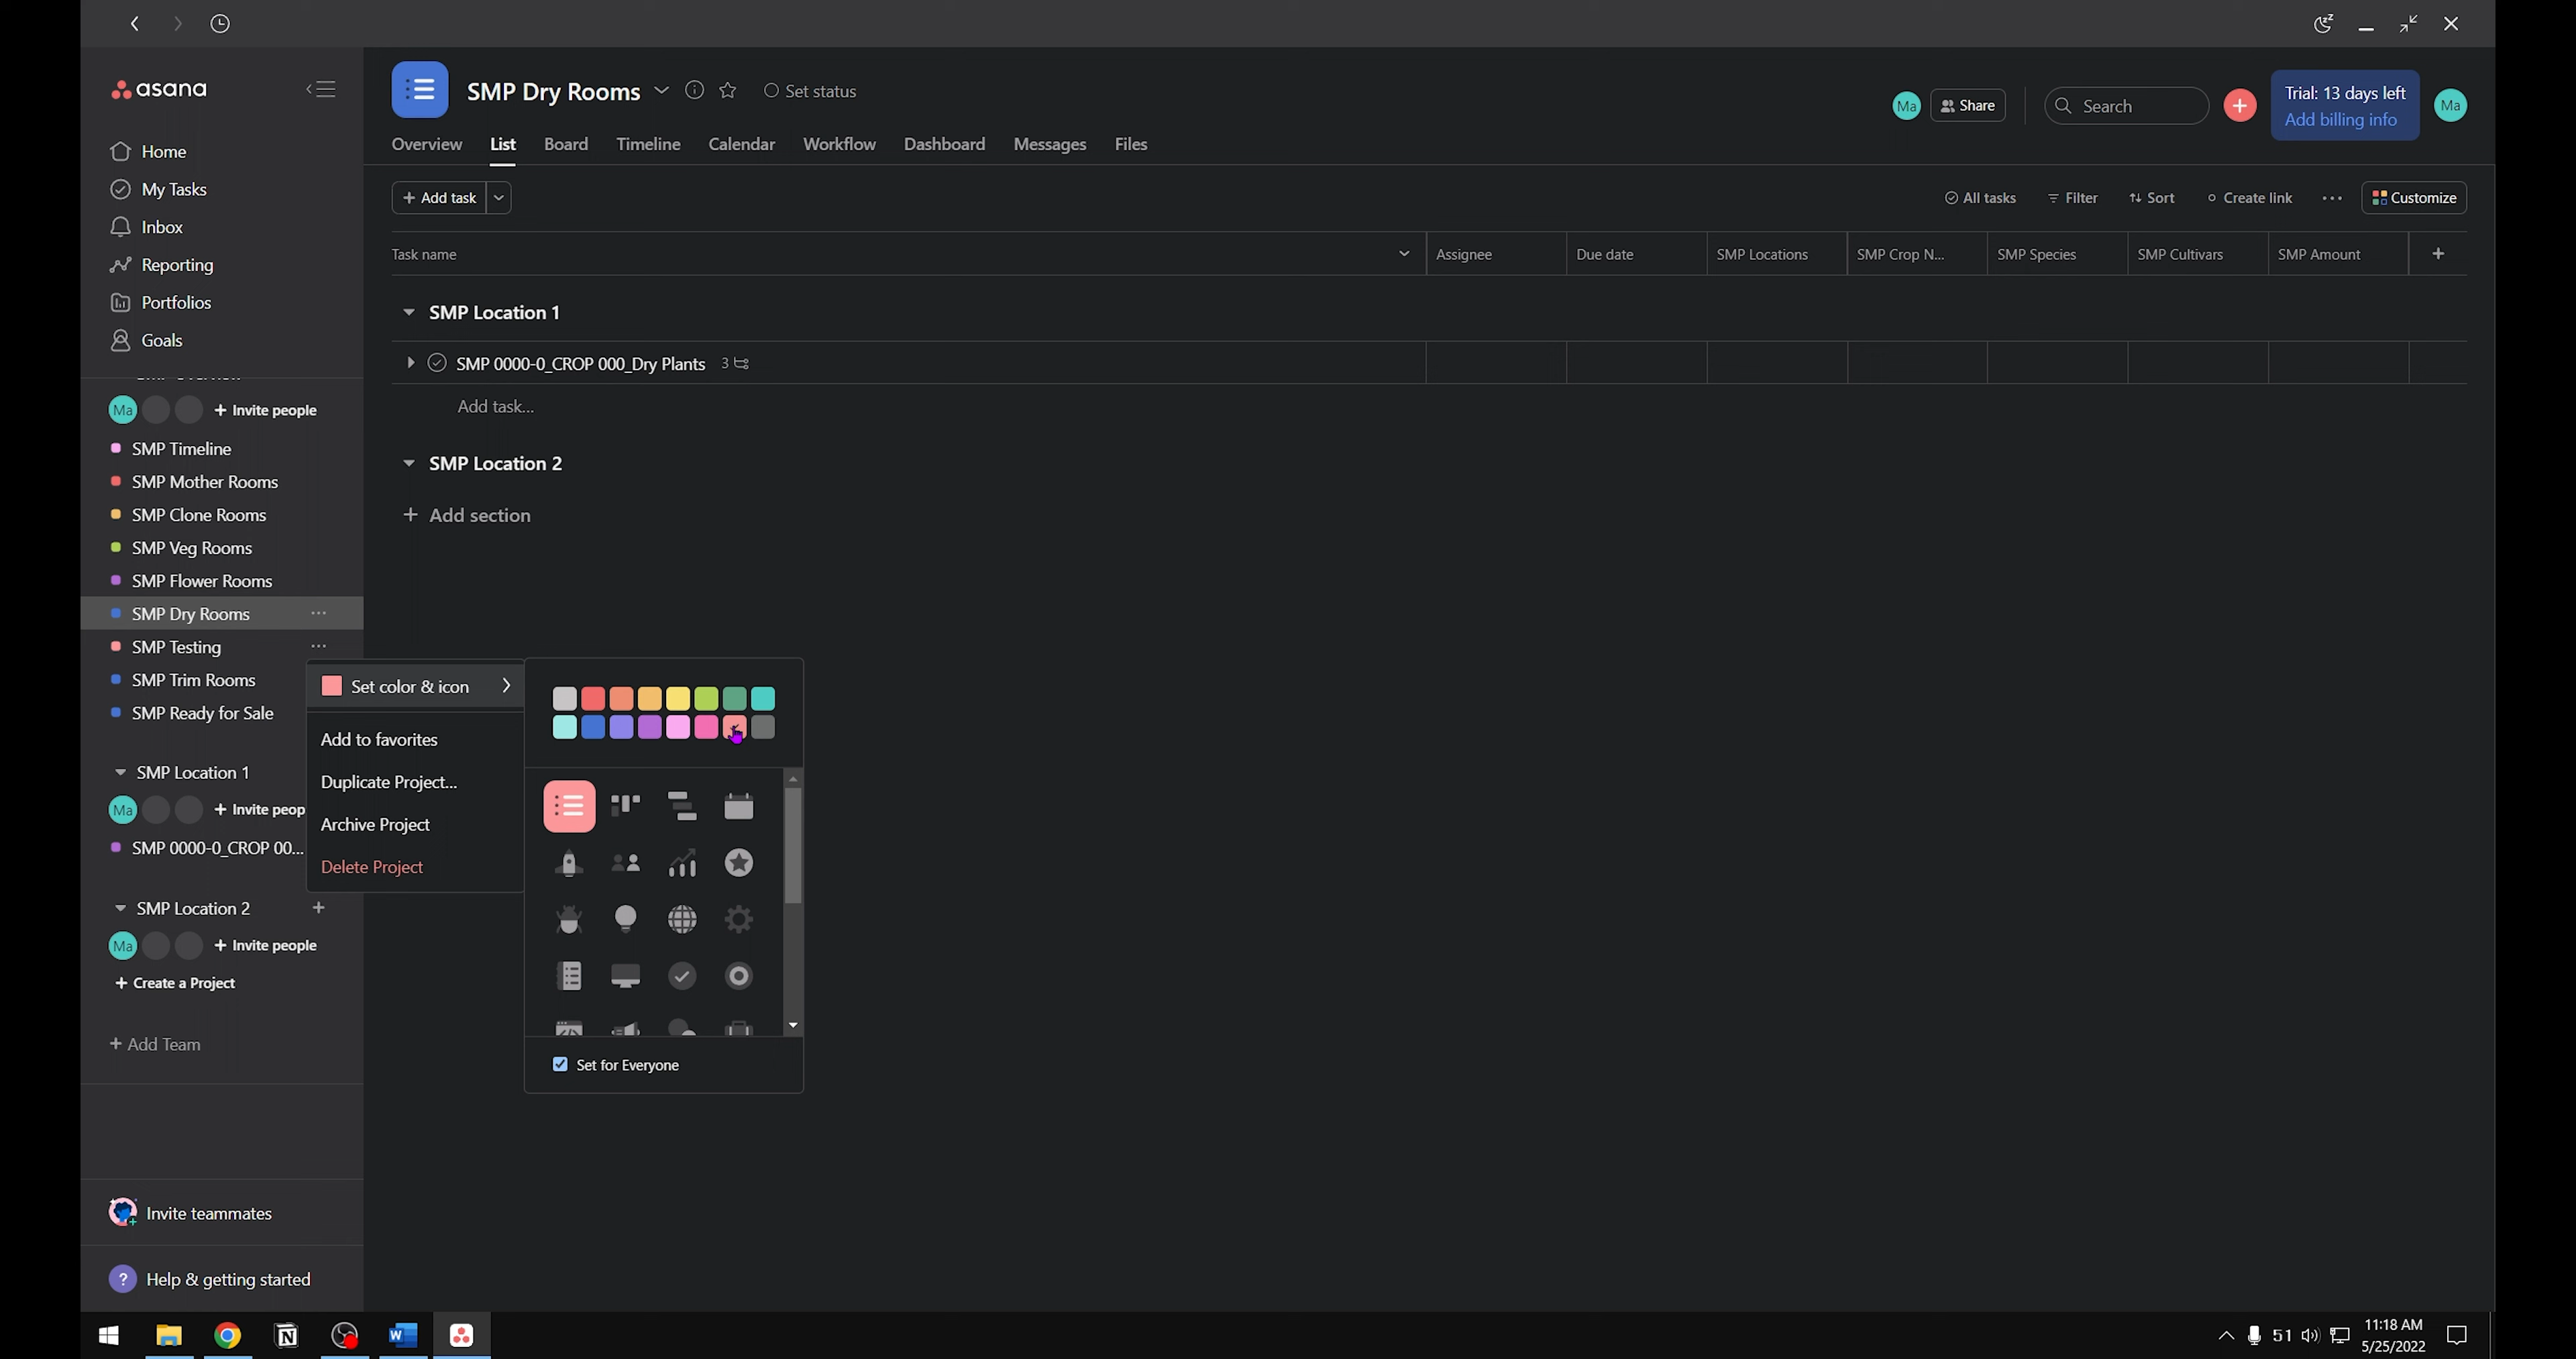 asana
SMP Dry Rooms
Set status
Ma
Share
Search
Trial: 13 days left
Add billing info
Ma
Overview
List
Board
Timeline
Calendar
Workflow
Dashboard
Messages
Files
Home
My Tasks
Inbox
Reporting
Portfolios
Goals
+ Add task
All tasks
Filter
Sort
Create link
Customize
Task name
Assignee
Due date
SMP Locations
SMP Crop N...
SMP Species
SMP Cultivars
SMP Amount
SMP Location 1
SMP 0000-0_CROP 000_Dry Plants 3
Add task...
SMP Location 2
+ Add section
Ma + Invite people
SMP Timeline
SMP Mother Rooms
SMP Clone Rooms
SMP Veg Rooms
SMP Flower Rooms
SMP Dry Rooms
SMP Testing
SMP Trim Rooms
SMP Ready for Sale
SMP Location 1
Ma + Invite peop
SMP 0000-0_CROP 00...
SMP Location 2 +
Ma + Invite people
+ Create a Project
+ Add Team
Set color & icon
Add to favorites
Duplicate Project...
Archive Project
Delete Project
Set for Everyone
Invite teammates
? Help & getting started
51
11:18 AM
5/25/2022